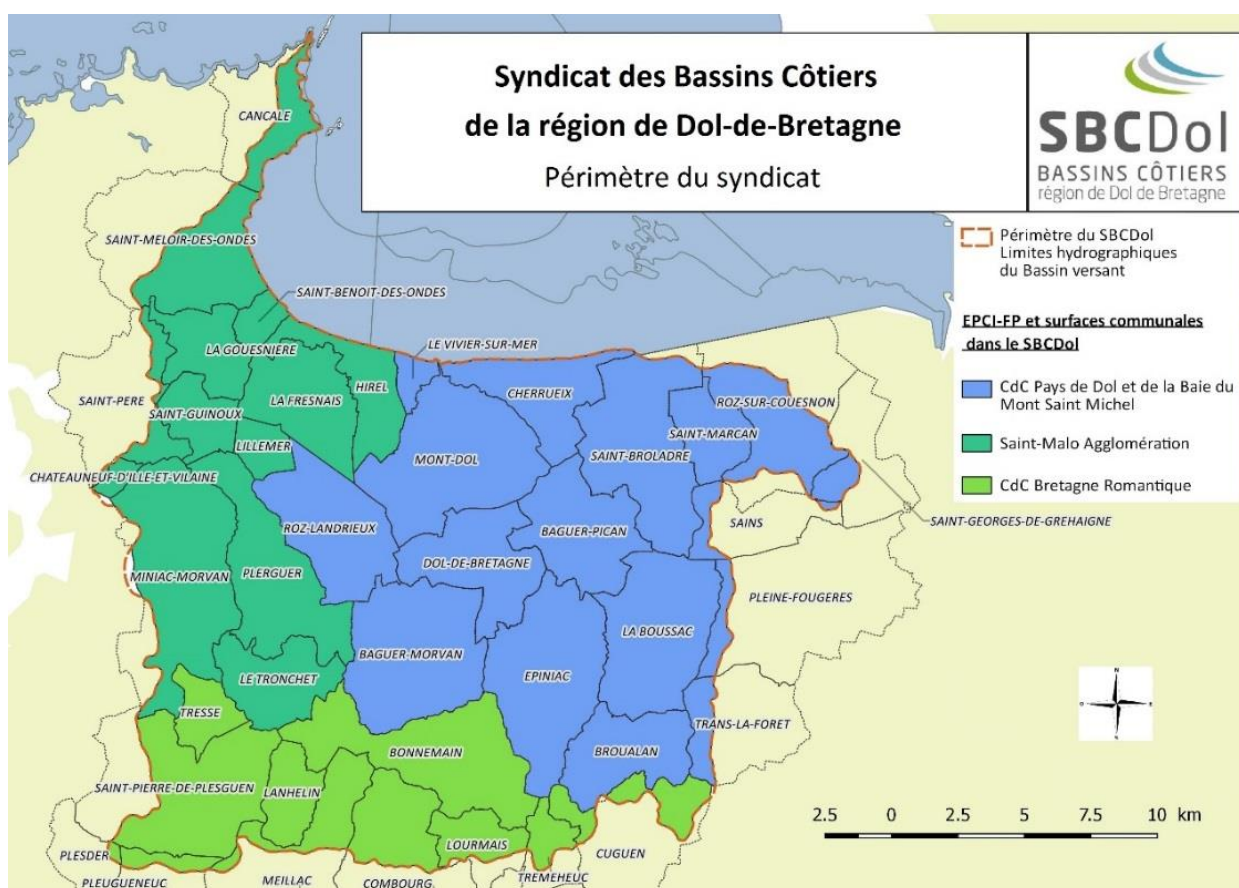 Syndicat des Bassins Côtiers
de la région de Dol-de-Bretagne
Périmètre du syndicat
SBCDol
BASSINS CÔTIERS
région de Dol de Bretagne
Périmètre du SBCDol
Limites hydrographiques
du Bassin versant
EPCI-FP et surfaces communales
dans le SBCDol
CdC Pays de Dol et de la Baie du
Mont Saint Michel
Saint-Malo Agglomération
CdC Bretagne Romantique
CANCALE
SAINT-MELOIR-DES-ONDES
SAINT-BENOIT-DES-ONDES
LA GOUESNIERE
LE VIVIER-SUR-MER
HIREL
CHERRUEIX
SAINT-PERE
LA FRESNAIS
ROZ-SUR-COUESNON
SAINT-GUINOUX
SAINT-MARCAN
LILLEMER
MONT-DOL
SAINT-BROLADRE
CHATEAUNEUF-D'ILLE-ET-VILAINE
SAINT-GEORGES-DE-GREHAIGNE
ROZ-LANDRIEUX
BAGUER-PICAN
SAINS
DOL-DE-BRETAGNE
MINIAC-MORVAN
PLERGUER
PLEINE-FOUGERES
LA BOUSSAC
BAGUER-MORVAN
LE TRONCHET
EPINIAC
TRESSE
TRANS-LA-FORET
BONNEMAIN
BROUALAN
SAINT-PIERRE-DE-PLESGUEN
LANHELIN
LOURMAIS
CUGUEN
PLESDER
TREMEHEUC
PLEUGUENEUC
MEILLAC
COMBOURG
N
2.5 0 2.5 5 7.5 10 km